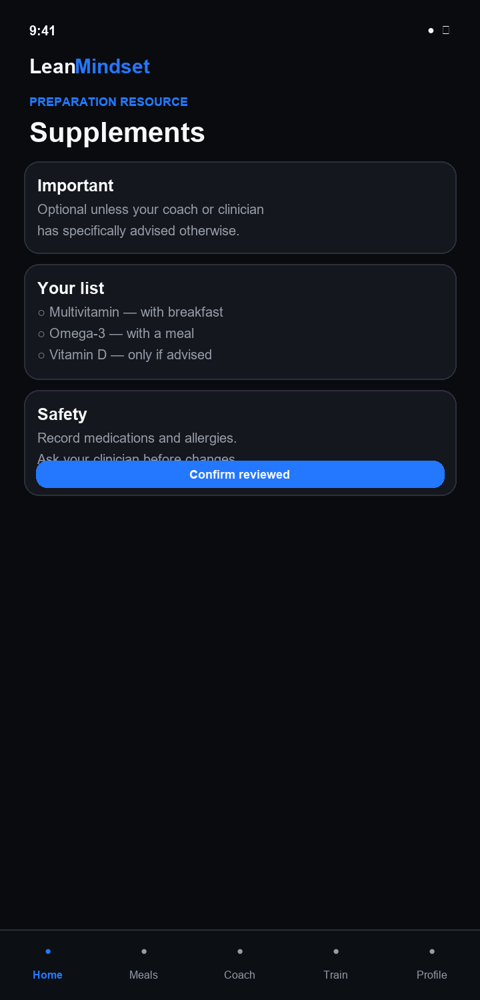 9:41
LeanMindset
PREPARATION RESOURCE
Supplements
Important
Optional unless your coach or clinician
has specifically advised otherwise.
Your list
○ Multivitamin — with breakfast
○ Omega-3 — with a meal
○ Vitamin D — only if advised
Safety
Record medications and allergies.
Ask your clinician before changes.
Confirm reviewed
Home
Meals
Coach
Train
Profile